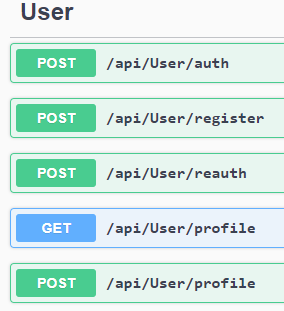 User
POST /api/User/auth
POST /api/User/register
POST /api/User/reauth
GET /api/User/profile
POST /api/User/profile